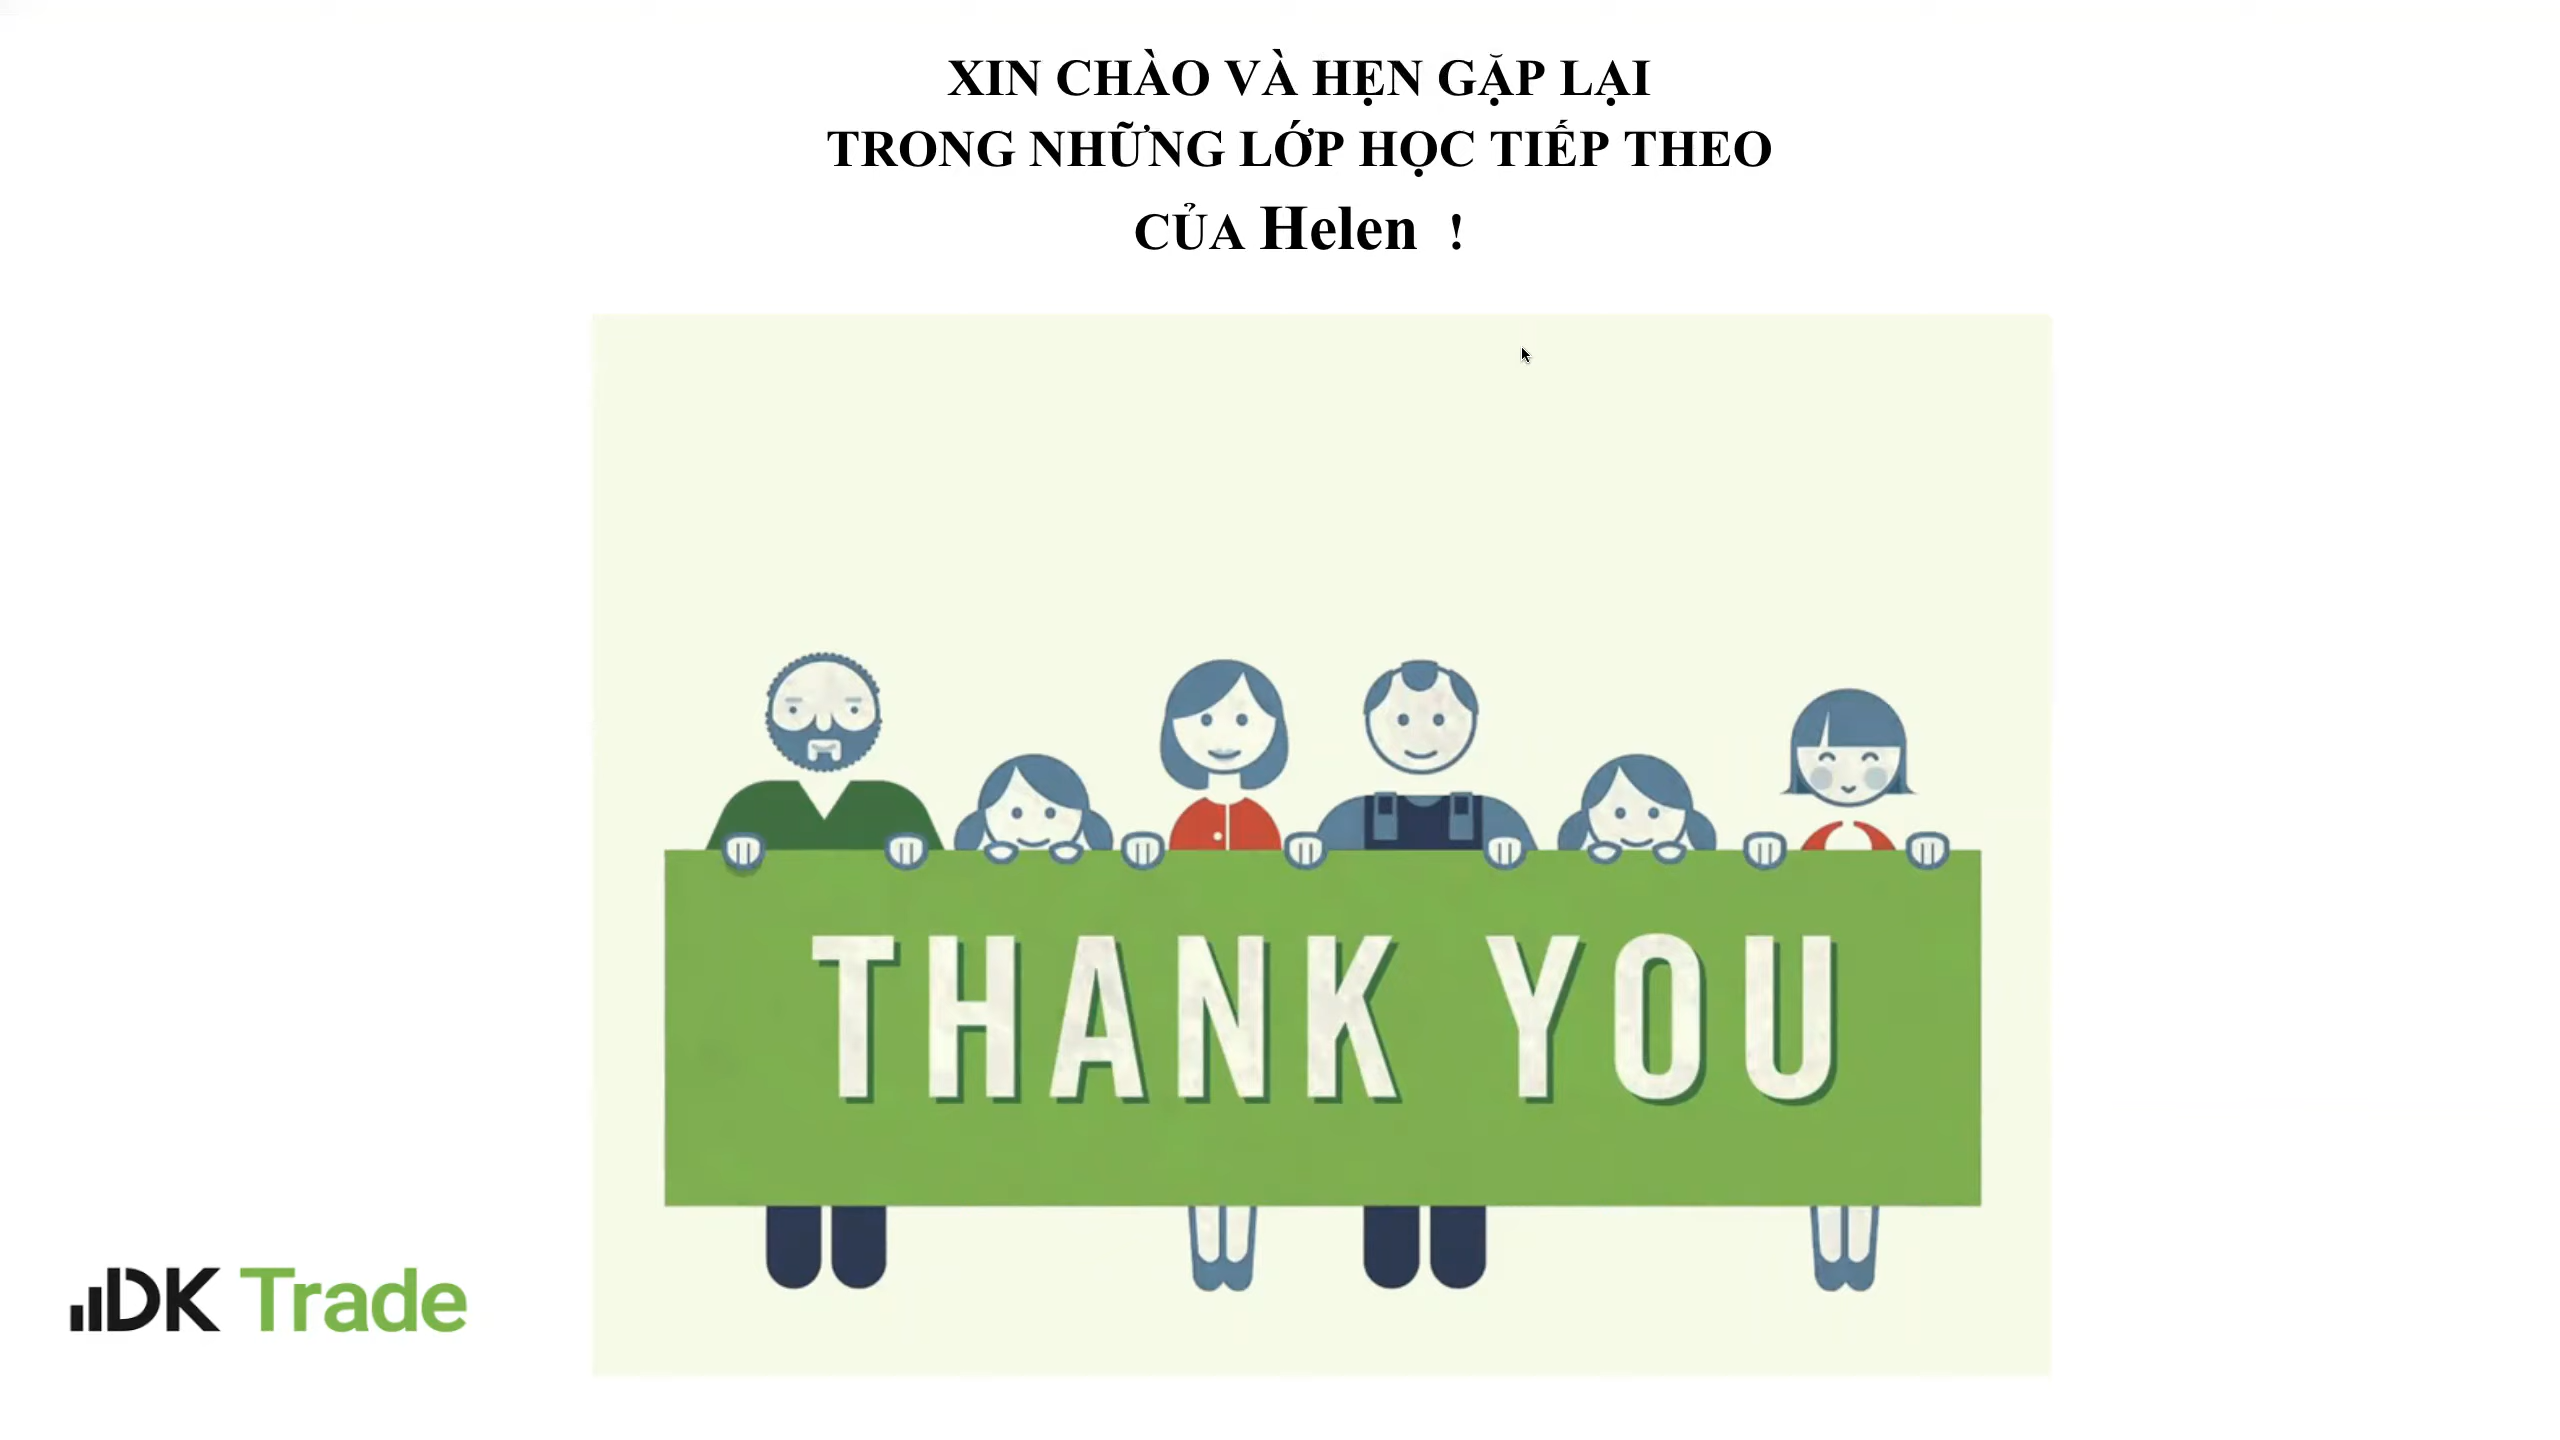 XIN CHÀO VÀ HẸN GẶP LẠI
TRONG NHỮNG LỚP HỌC TIẾP THEO
CỦA Helen !
THANK YOU
DK Trade